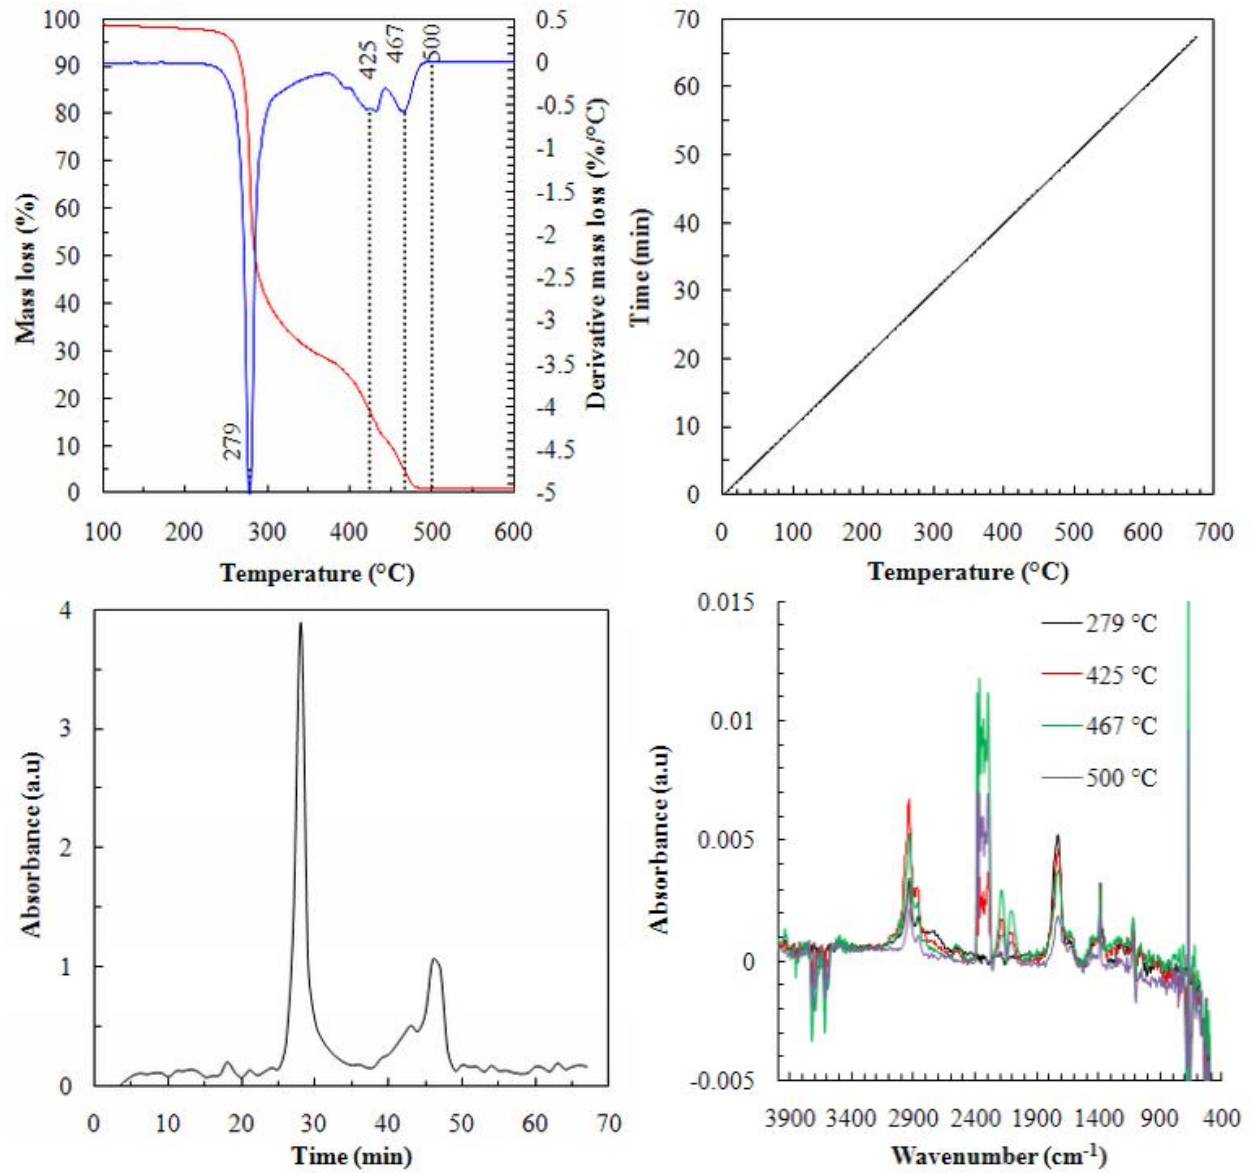 100
90
80
70
60
50
40
30
20
10
0
Mass loss (%)
0.5
0
-0.5
-1
-1.5
-2
-2.5
-3
-3.5
-4
-4.5
-5
Derivative mass loss (%/°C)
425
467
500
279
100 200 300 400 500 600
Temperature (°C)
70
60
50
40
30
20
10
0
Time (min)
0 100 200 300 400 500 600 700
Temperature (°C)
4
3
2
1
0
Absorbance (a.u)
0 10 20 30 40 50 60 70
Time (min)
0.015
0.01
0.005
0
-0.005
Absorbance (a.u)
279 °C
425 °C
467 °C
500 °C
3900 3400 2900 2400 1900 1400 900 400
Wavenumber (cm-1)